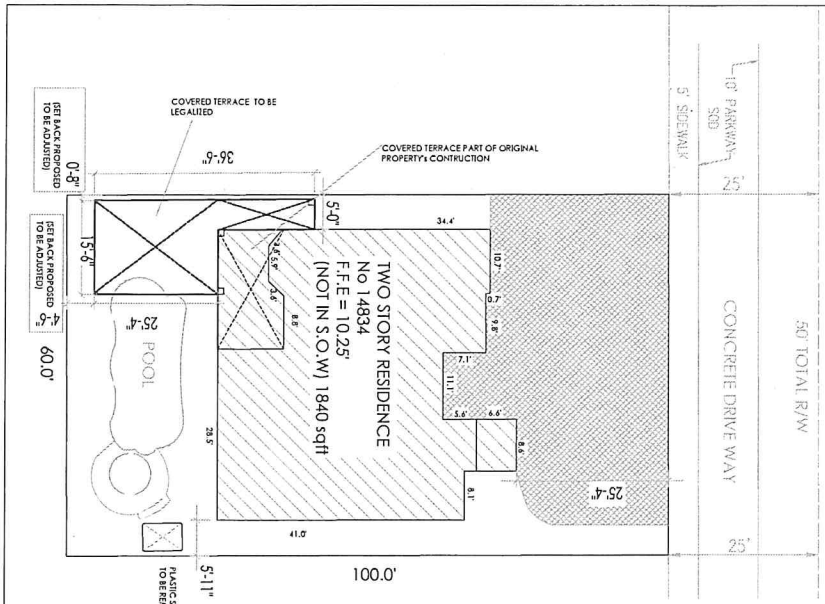 COVERED TERRACE TO BE
LEGALIZED
COVERED TERRACE PART OF ORIGINAL
PROPERTY's CONTRUCTION
(SET BACK PROPOSED
TO BE ADJUSTED)
0'-8"
36'-6"
15'-6"
(SET BACK PROPOSED
TO BE ADJUSTED)
4'-6"
5'-0"
34.4'
10.7'
0.7'
9.8'
7.1'
11.1'
5.6'
6.6'
8.6'
8.1'
5.9'
3.6'
8.8'
TWO STORY RESIDENCE
No 14834
F.F.E = 10.25'
(NOT IN S.O.W) 1840 sqft
25'-4"
POOL
60.0'
28.5'
41.0'
5'-11"
100.0'
25'-4"
10' PARKWAY
SOD
5' SIDEWALK
25'
CONCRETE DRIVE WAY
50' TOTAL R/W
25'
PLASTIC S
TO BE RE